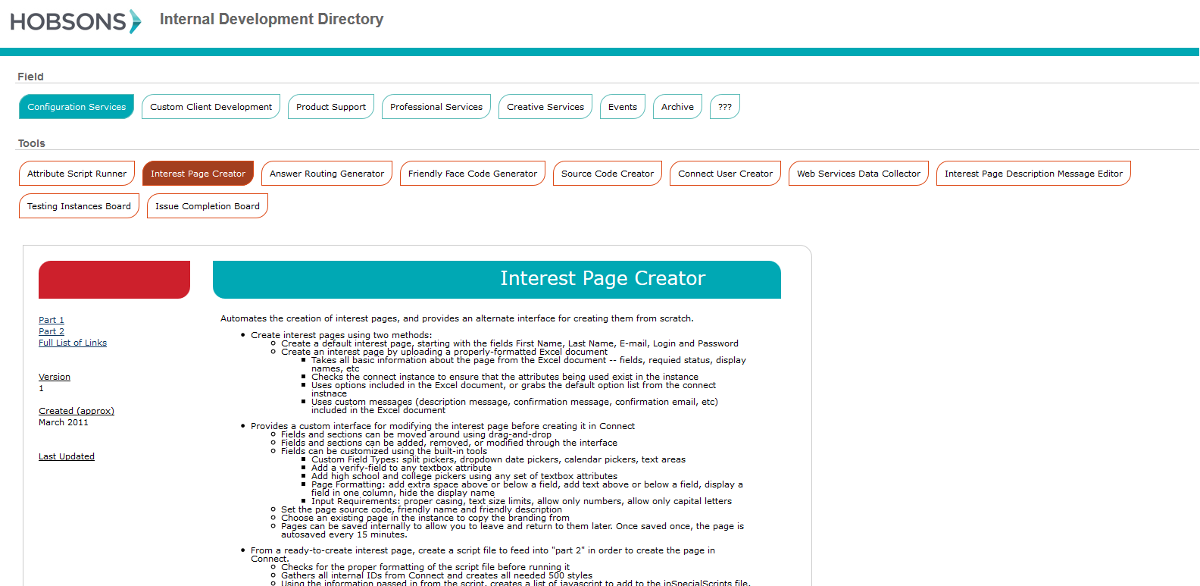 HOBSONS Internal Development Directory
Field
Configuration Services Custom Client Development Product Support Professional Services Creative Services Events Archive ???
Tools
Attribute Script Runner Interest Page Creator Answer Routing Generator Friendly Face Code Generator Source Code Creator Connect User Creator Web Services Data Collector Interest Page Description Message Editor
Testing Instances Board Issue Completion Board
Interest Page Creator
Part 1
Part 2
Full List of Links
Version
1
Created (approx)
March 2011
Last Updated
Automates the creation of interest pages, and provides an alternate interface for creating them from scratch.
Create interest pages using two methods:
Create a default interest page, starting with the fields First Name, Last Name, E-mail, Login and Password
Create an interest page by uploading a properly-formatted Excel document
Takes all basic information about the page from the Excel document -- fields, requied status, display
names, etc
Checks the connect instance to ensure that the attributes being used exist in the instance
Uses options included in the Excel document, or grabs the default option list from the connect
instnace
Uses custom messages (description message, confirmation message, confirmation email, etc)
included in the Excel document
Provides a custom interface for modifying the interest page before creating it in Connect
Fields and sections can be moved around using drag-and-drop
Fields and sections can be added, removed, or modified through the interface
Fields can be customized using the built-in tools
Custom Field Types: split pickers, dropdown date pickers, calendar pickers, text areas
Add a verify-field to any textbox attribute
Add high school and college pickers using any set of textbox attributes
Page Formatting: add extra space above or below a field, add text above or below a field, display a
field in one column, hide the display name
Input Requirements: proper casing, text size limits, allow only numbers, allow only capital letters
Set the page source code, friendly name and friendly description
Choose an existing page in the instance to copy the branding from
Pages can be saved internally to allow you to leave and return to them later. Once saved once, the page is
autosaved every 15 minutes.
From a ready-to-create interest page, create a script file to feed into "part 2" in order to create the page in
Connect.
Checks for the proper formatting of the script file before running it
Gathers all internal IDs from Connect and creates all needed 500 styles
Using the information passed in from the script, creates a list of javascript to add to the inSpecialScripts file.